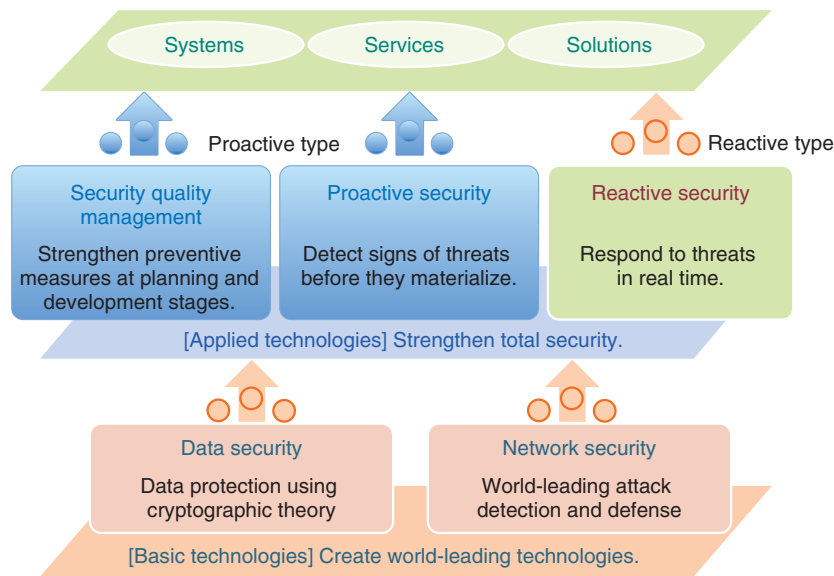 Systems
Services
Solutions
Proactive type
Reactive type
Security quality
management
Strengthen preventive
measures at planning and
development stages.
Proactive security
Detect signs of threats
before they materialize.
Reactive security
Respond to threats
in real time.
[Applied technologies] Strengthen total security.
Data security
Data protection using
cryptographic theory
Network security
World-leading attack
detection and defense
[Basic technologies] Create world-leading technologies.